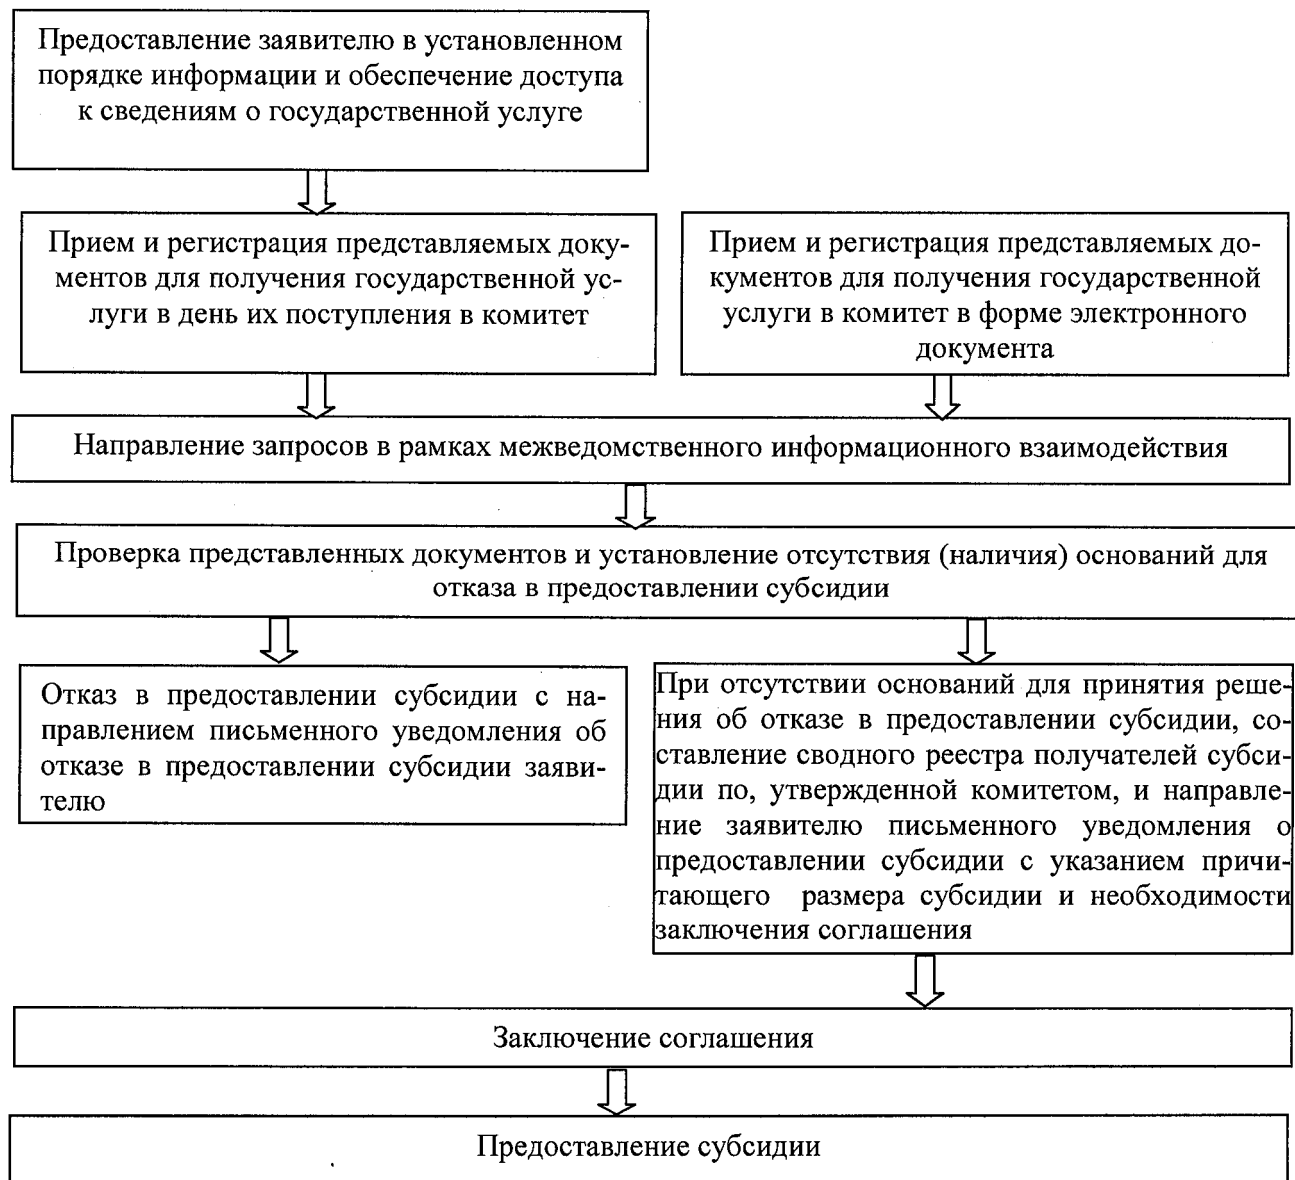 Предоставление заявителю в установленном
порядке информации и обеспечение доступа
к сведениям о государственной услуге
Прием и регистрация представляемых доку-
ментов для получения государственной ус-
луги в день их поступления в комитет
Прием и регистрация представляемых до-
кументов для получения государственной
услуги в комитет в форме электронного
документа
Направление запросов в рамках межведомственного информационного взаимодействия
Проверка представленных документов и установление отсутствия (наличия) оснований для
отказа в предоставлении субсидии
Отказ в предоставлении субсидии с на-
правлением письменного уведомления об
отказе в предоставлении субсидии заяви-
телю
При отсутствии оснований для принятия реше-
ния об отказе в предоставлении субсидии, со-
ставление сводного реестра получателей субси-
дии по, утвержденной комитетом, и направле-
ние заявителю письменного уведомления о
предоставлении субсидии с указанием причи-
тающего размера субсидии и необходимости
заключения соглашения
Заключение соглашения
Предоставление субсидии